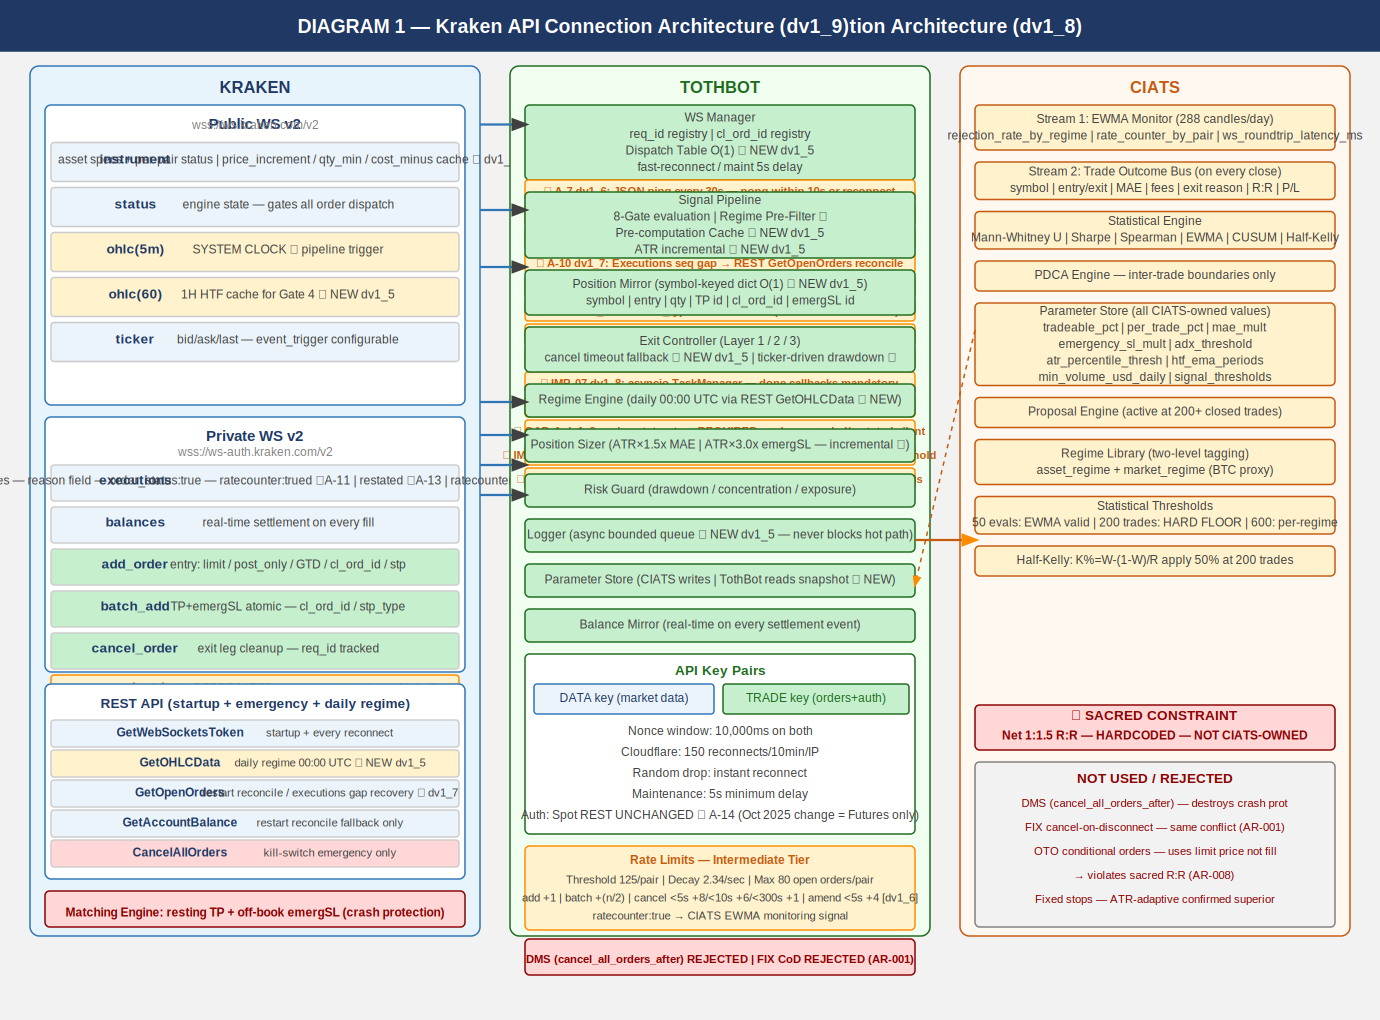 DIAGRAM 1 — Kraken API Connection Architecture (dv1_9)tion Architecture (dv1_8)
KRAKEN
Public WS v2
instrument
status engine state — gates all order dispatch
ohlc(5m) SYSTEM CLOCK pipeline trigger
ohlc(60) 1H HTF cache for Gate 4 NEW dv1_5
ticker bid/ask/last — event_trigger configurable
Private WS v2
wss://ws-auth.kraken.com/v2
executions
balances real-time settlement on every fill
add_order entry: limit / post_only / GTD / cl_ord_id / stp
batch_add TP+emergSL atomic — cl_ord_id / stp_type
cancel_order exit leg cleanup — req_id tracked
REST API (startup + emergency + daily regime)
GetWebSocketsToken startup + every reconnect
GetOHLCData daily regime 00:00 UTC NEW dv1_5
GetOpenOrders restart reconcile / executions gap recovery dv1_7
GetAccountBalance restart reconcile fallback only
CancelAllOrders kill-switch emergency only
Matching Engine: resting TP + off-book emergSL (crash protection)
TOTHBOT
WS Manager
req_id registry | cl_ord_id registry
Dispatch Table O(1) NEW dv1_5
fast-reconnect / maint 5s delay
A-7 dv1_6: JSON ping every 30s — pong within 10s or reconnect
Signal Pipeline
8-Gate evaluation | Regime Pre-Filter
Pre-computation Cache NEW dv1_5
ATR incremental NEW dv1_5
A-10 dv1_7: Executions seq gap → REST GetOpenOrders reconcile
Position Mirror (symbol-keyed dict O(1) NEW dv1_5)
symbol | entry | qty | TP id | cl_ord_id | emergSL id
Exit Controller (Layer 1 / 2 / 3)
cancel timeout fallback NEW dv1_5 | ticker-driven drawdown
IMP-07 dv1_8: asyncio TaskManager — done callbacks mandatory
Regime Engine (daily 00:00 UTC via REST GetOHLCData NEW)
Position Sizer (ATR×1.5x MAE | ATR×3.0x emergSL — incremental )
Risk Guard (drawdown / concentration / exposure)
Logger (async bounded queue NEW dv1_5 — never blocks hot path)
Parameter Store (CIATS writes | TothBot reads snapshot NEW)
Balance Mirror (real-time on every settlement event)
API Key Pairs
DATA key (market data) TRADE key (orders+auth)
Nonce window: 10,000ms on both
Cloudflare: 150 reconnects/10min/IP
Random drop: instant reconnect
Maintenance: 5s minimum delay
Auth: Spot REST UNCHANGED A-14 (Oct 2025 change = Futures only)
Rate Limits — Intermediate Tier
Threshold 125/pair | Decay 2.34/sec | Max 80 open orders/pair
add +1 | batch +(n/2) | cancel <5s +8/<10s +6/<300s +1 | amend <5s +4 [dv1_6]
ratecounter:true → CIATS EWMA monitoring signal
DMS (cancel_all_orders_after) REJECTED | FIX CoD REJECTED (AR-001)
CIATS
Stream 1: EWMA Monitor (288 candles/day)
rejection_rate_by_regime | rate_counter_by_pair | ws_roundtrip_latency_ms
Stream 2: Trade Outcome Bus (on every close)
symbol | entry/exit | MAE | fees | exit reason | R:R | P/L
Statistical Engine
Mann-Whitney U | Sharpe | Spearman | EWMA | CUSUM | Half-Kelly
PDCA Engine — inter-trade boundaries only
Parameter Store (all CIATS-owned values)
tradeable_pct | per_trade_pct | mae_mult
emergency_sl_mult | adx_threshold
atr_percentile_thresh | htf_ema_periods
min_volume_usd_daily | signal_thresholds
Proposal Engine (active at 200+ closed trades)
Regime Library (two-level tagging)
asset_regime + market_regime (BTC proxy)
Statistical Thresholds
50 evals: EWMA valid | 200 trades: HARD FLOOR | 600: per-regime
Half-Kelly: K%=W-(1-W)/R apply 50% at 200 trades
SACRED CONSTRAINT
Net 1:1.5 R:R — HARDCODED — NOT CIATS-OWNED
NOT USED / REJECTED
DMS (cancel_all_orders_after) — destroys crash prot
FIX cancel-on-disconnect — same conflict (AR-001)
OTO conditional orders — uses limit price not fill
→ violates sacred R:R (AR-008)
Fixed stops — ATR-adaptive confirmed superior